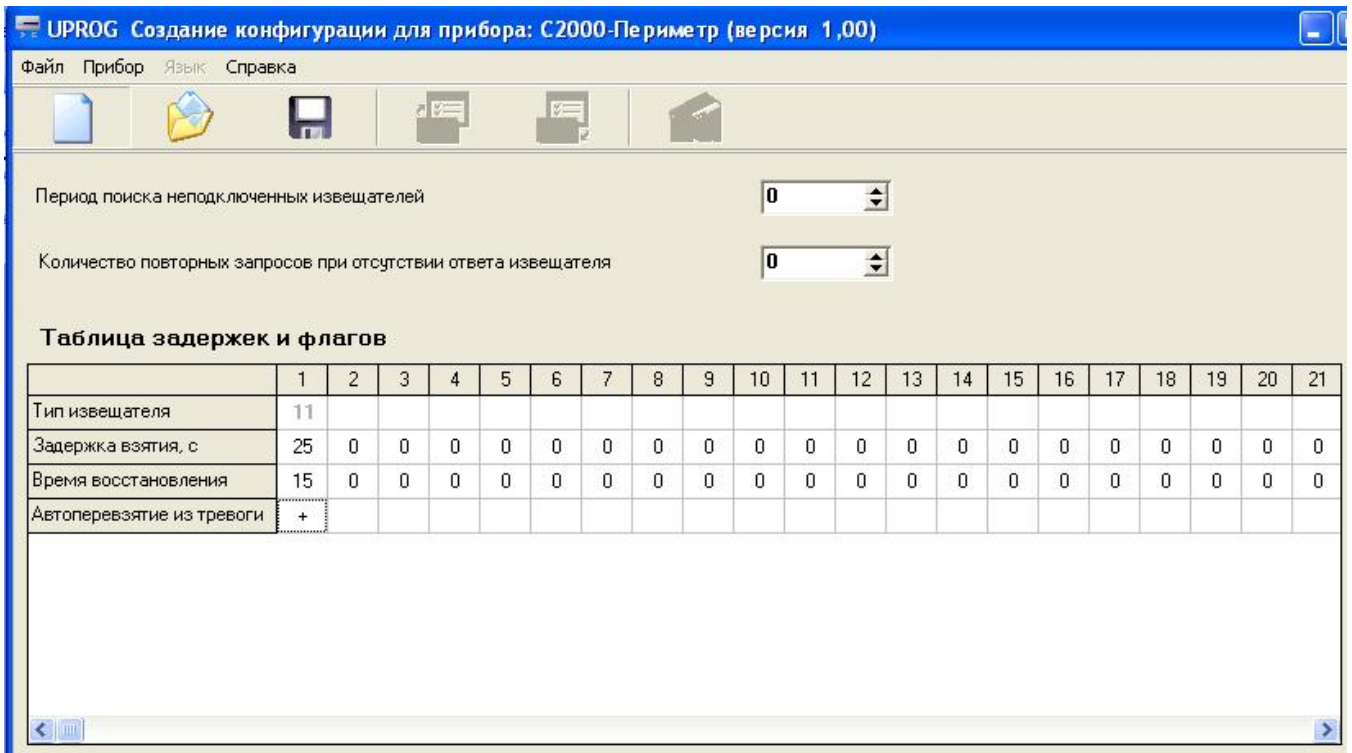 UPROG Создание конфигурации для прибора: С2000-Периметр (версия 1,00)
Файл Прибор Язык Справка
Период поиска неподключенных извещателей 0
Количество повторных запросов при отсутствии ответа извещателя 0
Таблица задержек и флагов
1 2 3 4 5 6 7 8 9 10 11 12 13 14 15 16 17 18 19 20 21
Тип извещателя 11
Задержка взятия, с 25 0 0 0 0 0 0 0 0 0 0 0 0 0 0 0 0 0 0 0 0
Время восстановления 15 0 0 0 0 0 0 0 0 0 0 0 0 0 0 0 0 0 0 0 0
Автоперевзятие из тревоги +